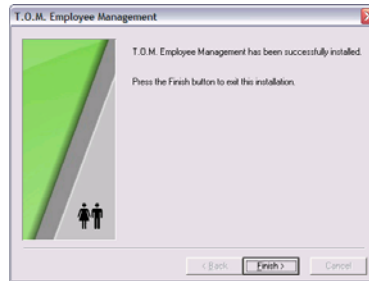 T.O.M. Employee Management
T.O.M. Employee Management has been successfully installed.
Press the Finish button to exit this installation.
< Back
Finish >
Cancel